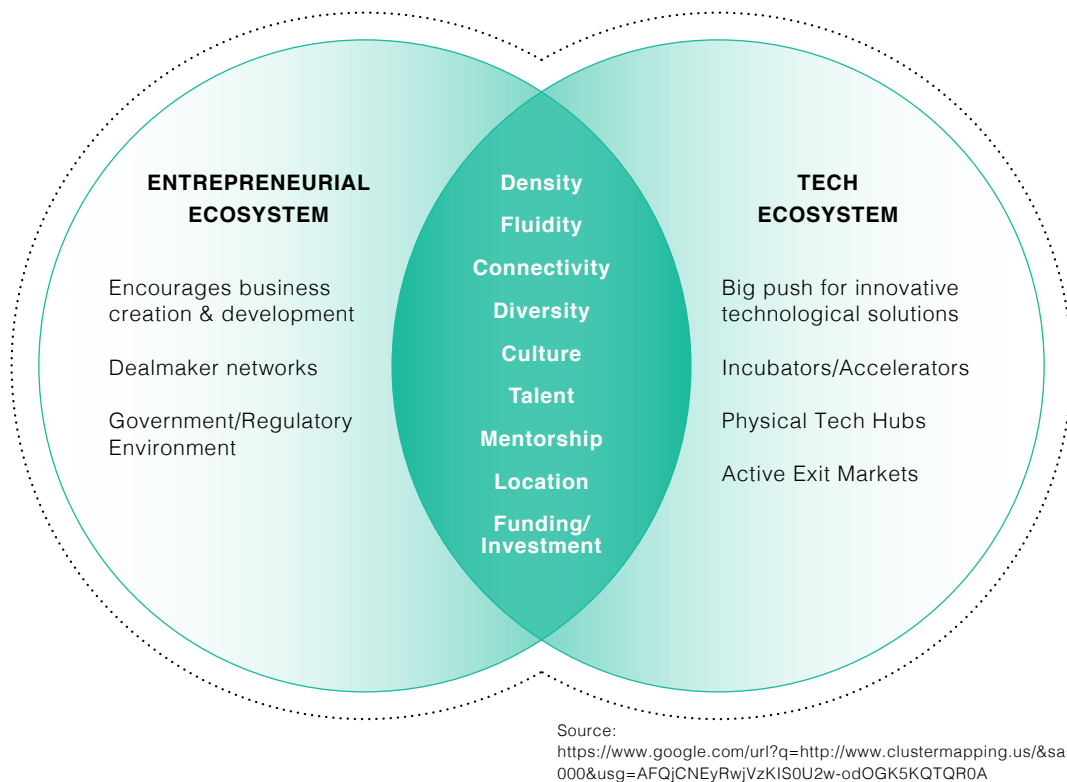 ENTREPRENEURIAL
ECOSYSTEM
Encourages business
creation & development
Dealmaker networks
Government/Regulatory
Environment
Density
Fluidity
Connectivity
Diversity
Culture
Talent
Mentorship
Location
Funding/
Investment
TECH
ECOSYSTEM
Big push for innovative
technological solutions
Incubators/Accelerators
Physical Tech Hubs
Active Exit Markets
Source:
https://www.google.com/url?q=http://www.clustermapping.us/&sa
000&usg=AFQjCNEyRwjVzKIS0U2w-odOGK5KQTQR0A